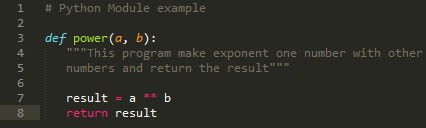 1 # Python Module example
2
3 def power(a, b):
4     """This program make exponent one number with other
5     numbers and return the result"""
6
7     result = a ** b
8     return result